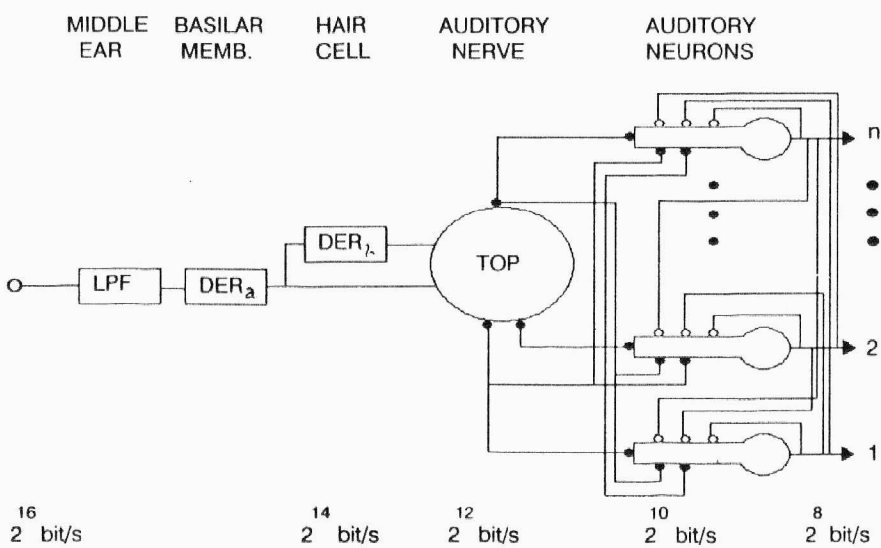 MIDDLE BASILAR HAIR AUDITORY AUDITORY
EAR MEMB. CELL NERVE NEURONS
n
DER
TOP
LPF
DERa
2
1
16 14 12 10 8
2 bit/s 2 bit/s 2 bit/s 2 bit/s 2 bit/s